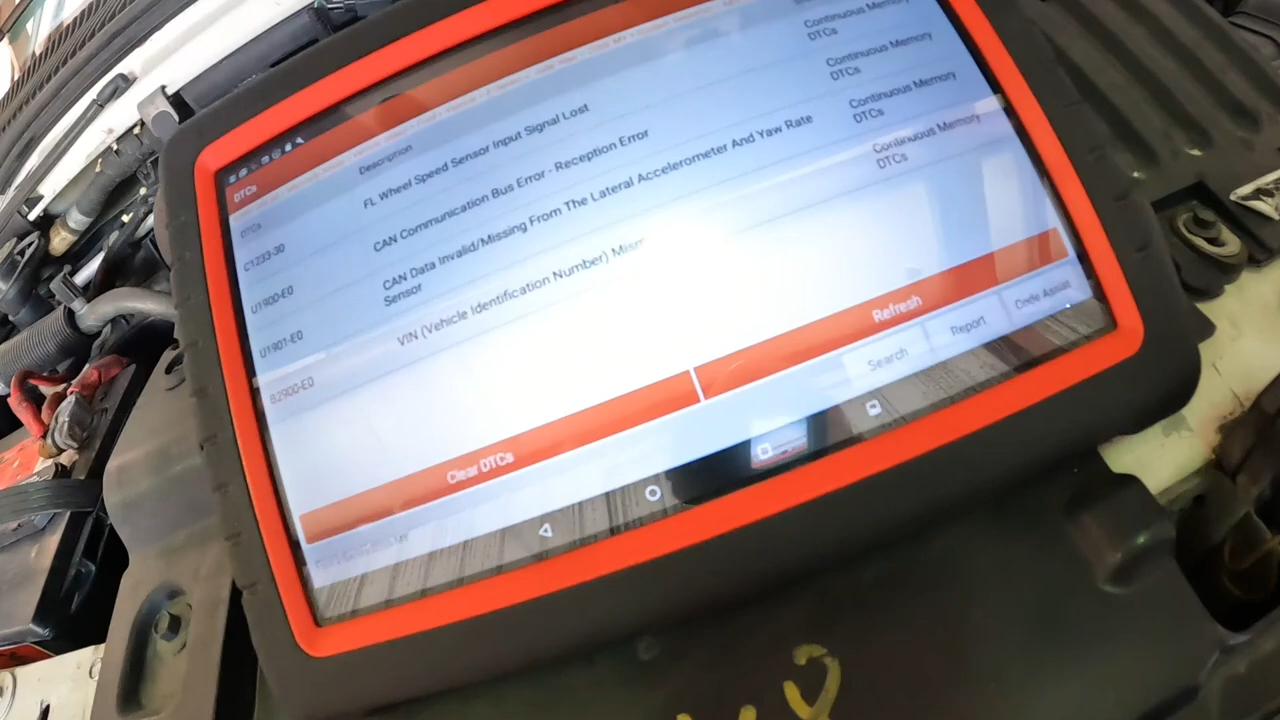 DTCs
DTCs
Description
C1233-30
FL Wheel Speed Sensor Input Signal Lost
Continuous Memory
DTCs
U1900-E0
CAN Communication Bus Error - Reception Error
Continuous Memory
DTCs
U1901-E0
CAN Data Invalid/Missing From The Lateral Accelerometer And Yaw Rate
Sensor
Continuous Memory
DTCs
B2900-E0
VIN (Vehicle Identification Number)
Continuous Memory
DTCs
Clear DTCs
Refresh
Search
Report
Code Assist